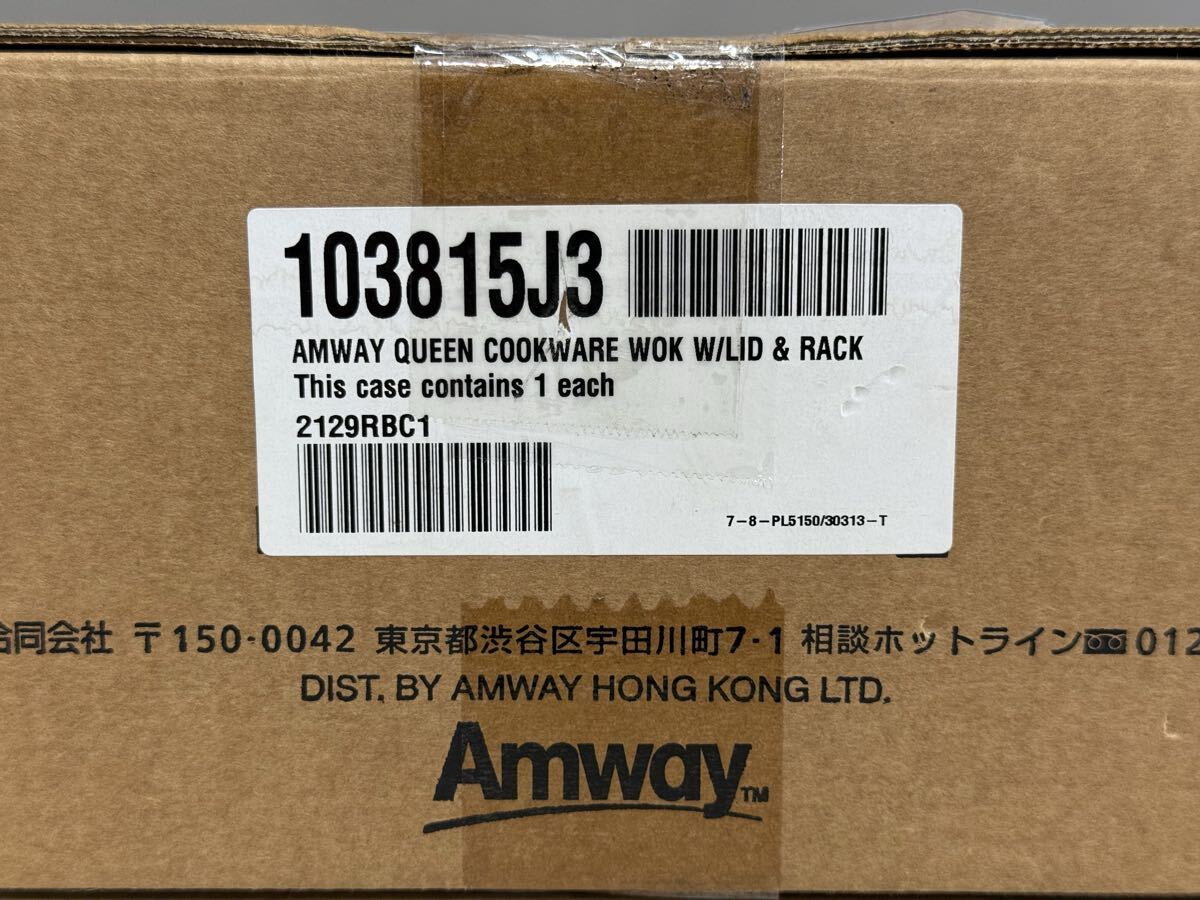 103815J3
AMWAY QUEEN COOKWARE WOK W/LID & RACK
This case contains 1 each
2129RBC1
7-8-PL5150/30313-T
合同会社 〒150-0042 東京都渋谷区宇田川町7-1 相談ホットライン 012
DIST. BY AMWAY HONG KONG LTD.
Amway™